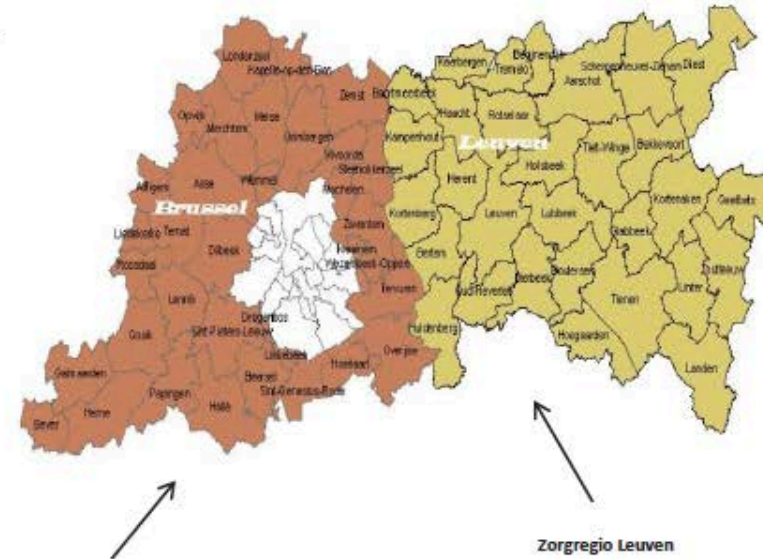 Londerzeel
Kapelle-op-den-Bos
Zemst
Opwijk
Merchtem
Meise
Grimbergen
Vilvoorde
Steenokkerzeel
Machelen
Affligem
Asse
Wemmel
Brussel
Zaventem
Liedekerke
Ternat
Dilbeek
Kraainem
Wezembeek-Oppem
Roosdaal
Tervuren
Lennik
Drogenbos
Sint-Pieters-Leeuw
Gooik
Linkebeek
Hoeilaart
Overijse
Galmaarden
Beersel
Sint-Genesius-Rode
Pepingen
Halle
Herne
Bever
Keerbergen
Tremelo
Begijnendijk
Aarschot
Scherpenheuvel-Zichem
Diest
Boortmeerbeek
Haacht
Rotselaar
Kampenhout
Leuven
Tielt-Winge
Bekkevoort
Holsbeek
Herent
Kortenaken
Geetbets
Kortenberg
Leuven
Lubbeek
Glabbeek
Bertem
Bierbeek
Boutersem
Zoutleeuw
Oud-Heverlee
Tienen
Linter
Huldenberg
Hoegaarden
Landen
Zorgregio Leuven